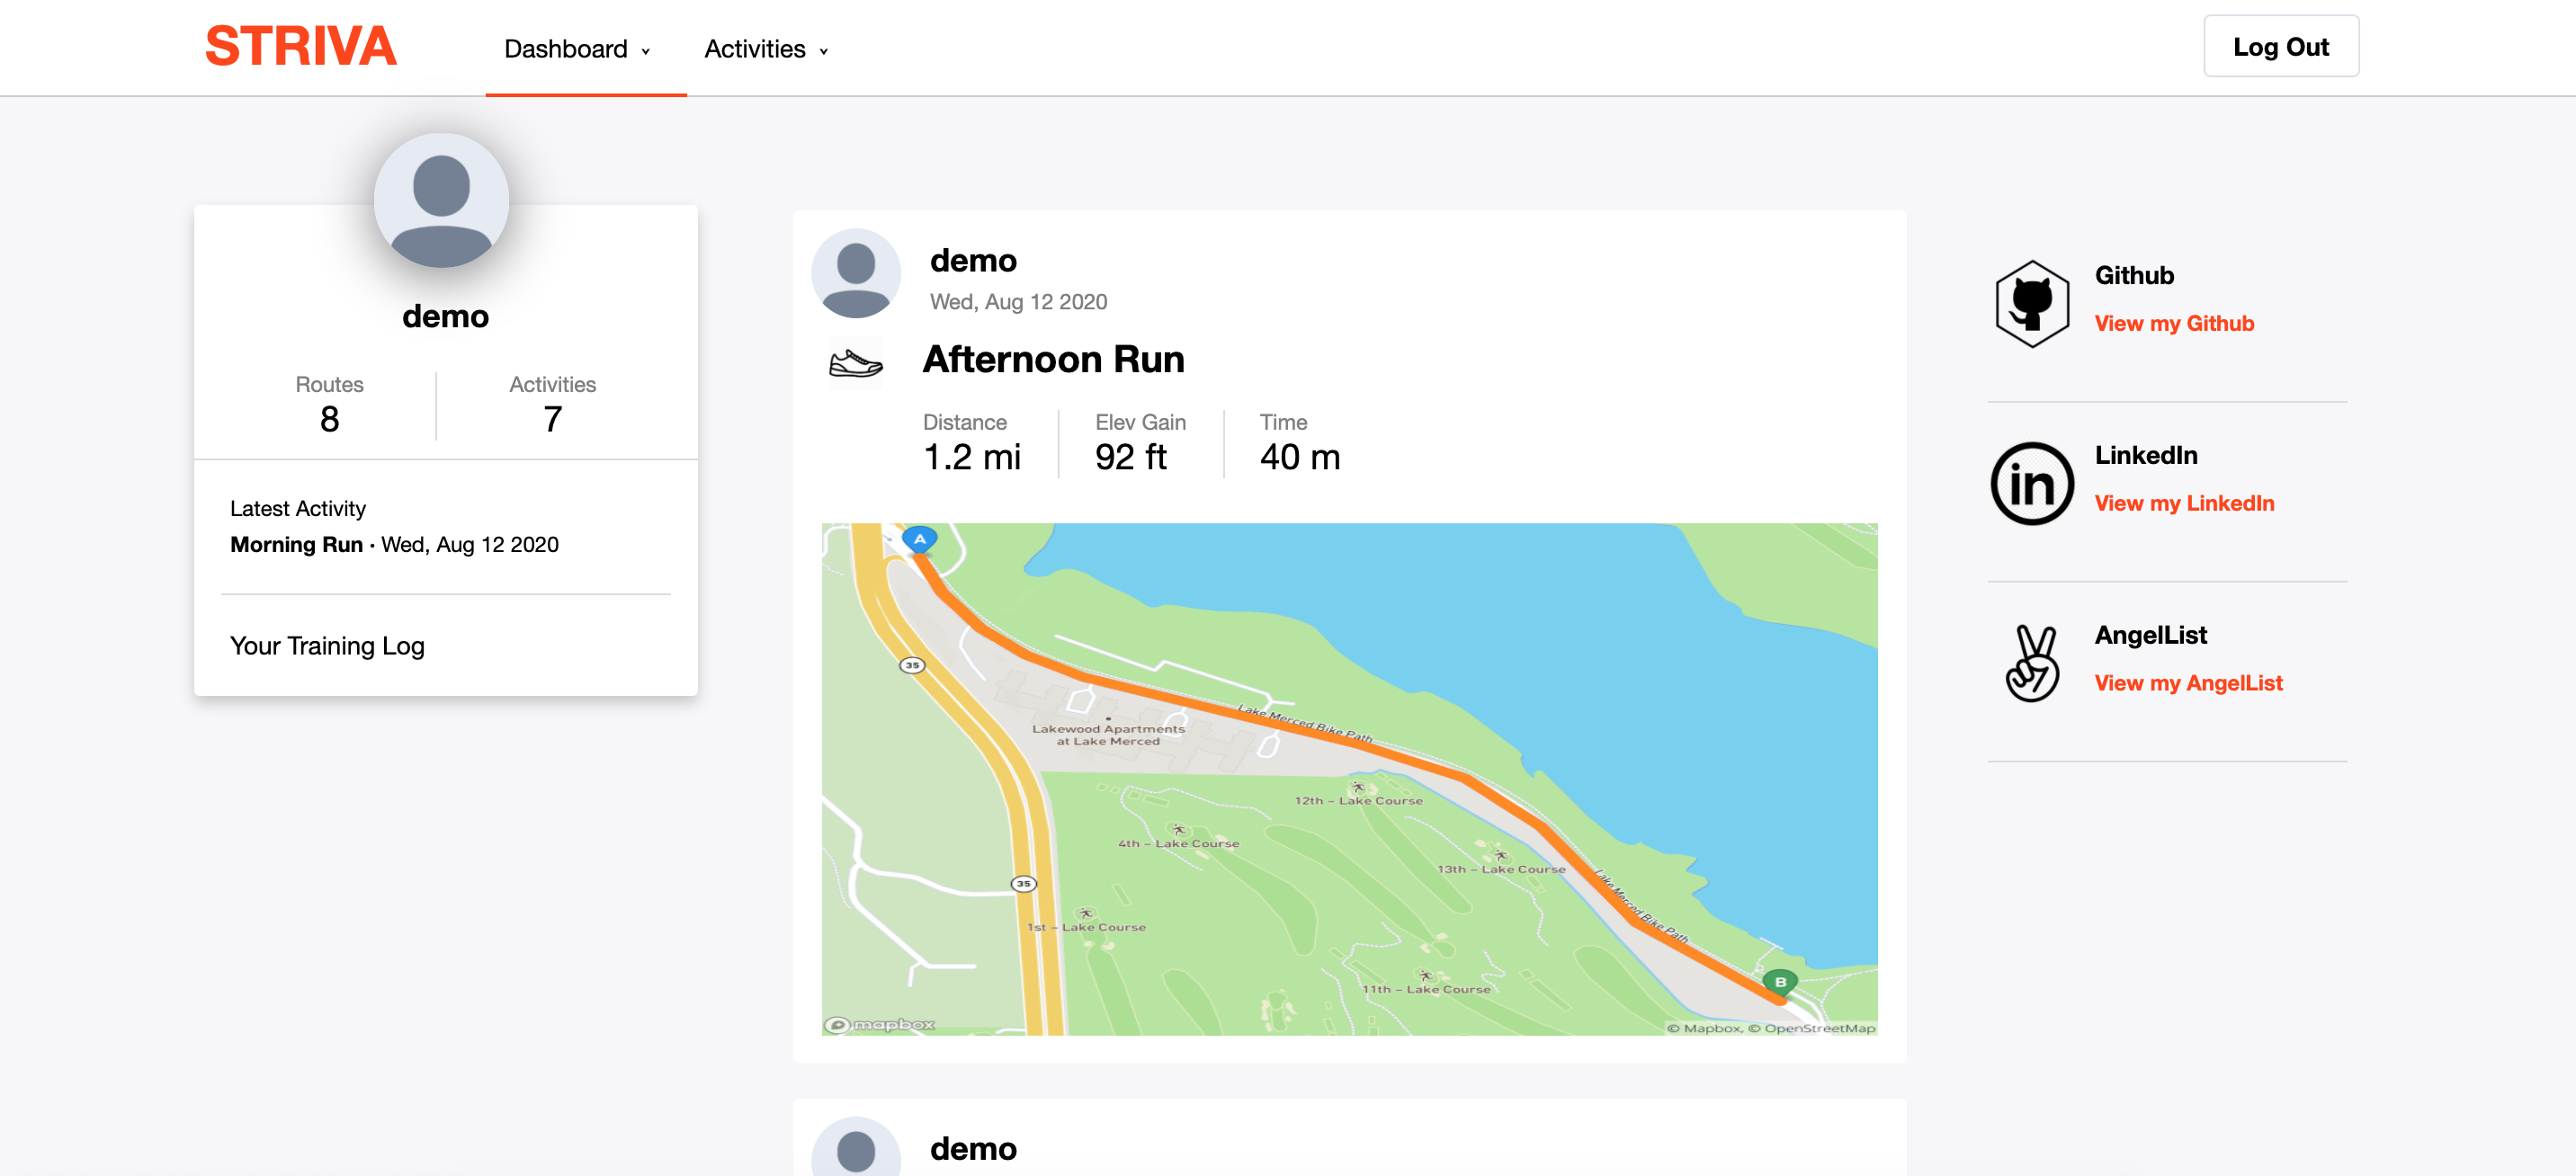 STRIVA
Dashboard
Activities
Log Out
demo
Routes
8
Activities
7
Latest Activity
Morning Run · Wed, Aug 12 2020
Your Training Log
demo
Wed, Aug 12 2020
Afternoon Run
Distance
1.2 mi
Elev Gain
92 ft
Time
40 m
A
35
Lake Merced Bike Path
Lakewood Apartments
at Lake Merced
12th – Lake Course
4th – Lake Course
13th – Lake Course
35
Lake Merced Bike Path
1st – Lake Course
11th – Lake Course
B
mapbox
© Mapbox, © OpenStreetMap
demo
Github
View my Github
in
LinkedIn
View my LinkedIn
AngelList
View my AngelList